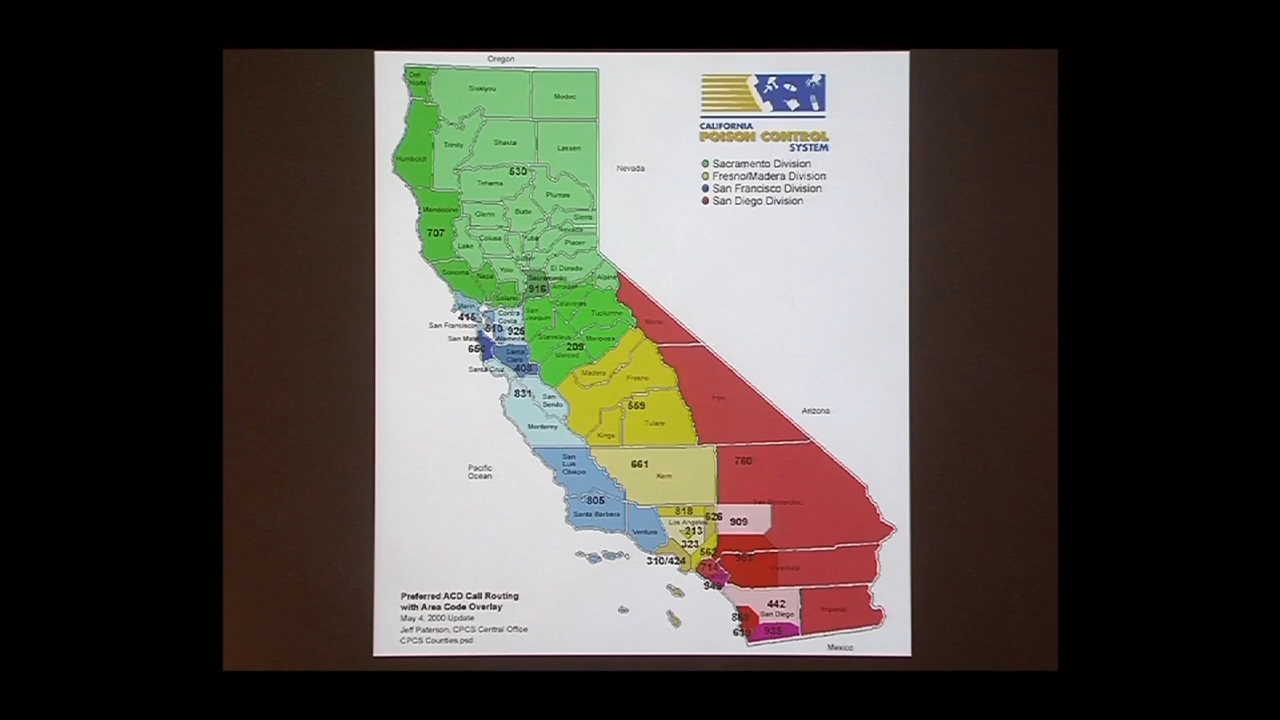 Oregon
Del
Norte
Siskiyou
Modoc
CALIFORNIA
POISON CONTROL
SYSTEM
Sacramento Division
Fresno/Madera Division
San Francisco Division
San Diego Division
Humboldt
Trinity
Shasta
Lassen
Nevada
530
Tehama
Plumas
Mendocino
Glenn
Butte
Sierra
707
Lake
Colusa
Yuba
Nevada
Placer
Sonoma
Napa
Yolo
El Dorado
Sacramento
Alpine
916
Amador
Solano
Marin
415
Contra
Costa
San
Joaquin
Calaveras
Tuolumne
San Francisco
510
925
Alameda
Mono
San Mateo
650
Stanislaus
Mariposa
209
Merced
Santa
Clara
408
Santa Cruz
Madera
Fresno
831
San
Benito
559
Inyo
Arizona
Monterey
Kings
Tulare
Pacific
Ocean
San
Luis
Obispo
661
Kern
760
San Bernardino
805
Santa Barbara
Ventura
818
626
909
Los Angeles
213
323
562
310/424
714
949
Riverside
442
San Diego
Imperial
935
619
Mexico
Preferred ACD Call Routing
with Area Code Overlay
May 4, 2000 Update
Jeff Paterson, CPCS Central Office
CPCS Counties.psd